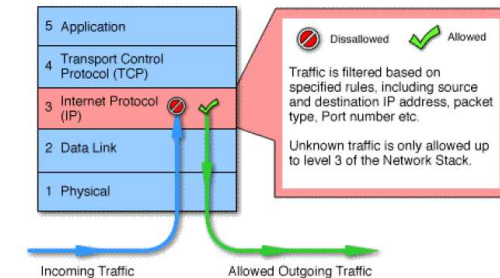 5 Application
4 Transport Control
Protocol (TCP)
3 Internet Protocol
(IP)
2 Data Link
1 Physical
Incoming Traffic
Allowed Outgoing Traffic
Disallowed
Allowed
Traffic is filtered based on
specified rules, including source
and destination IP address, packet
type, Port number etc.
Unknown traffic is only allowed up
to level 3 of the Network Stack.